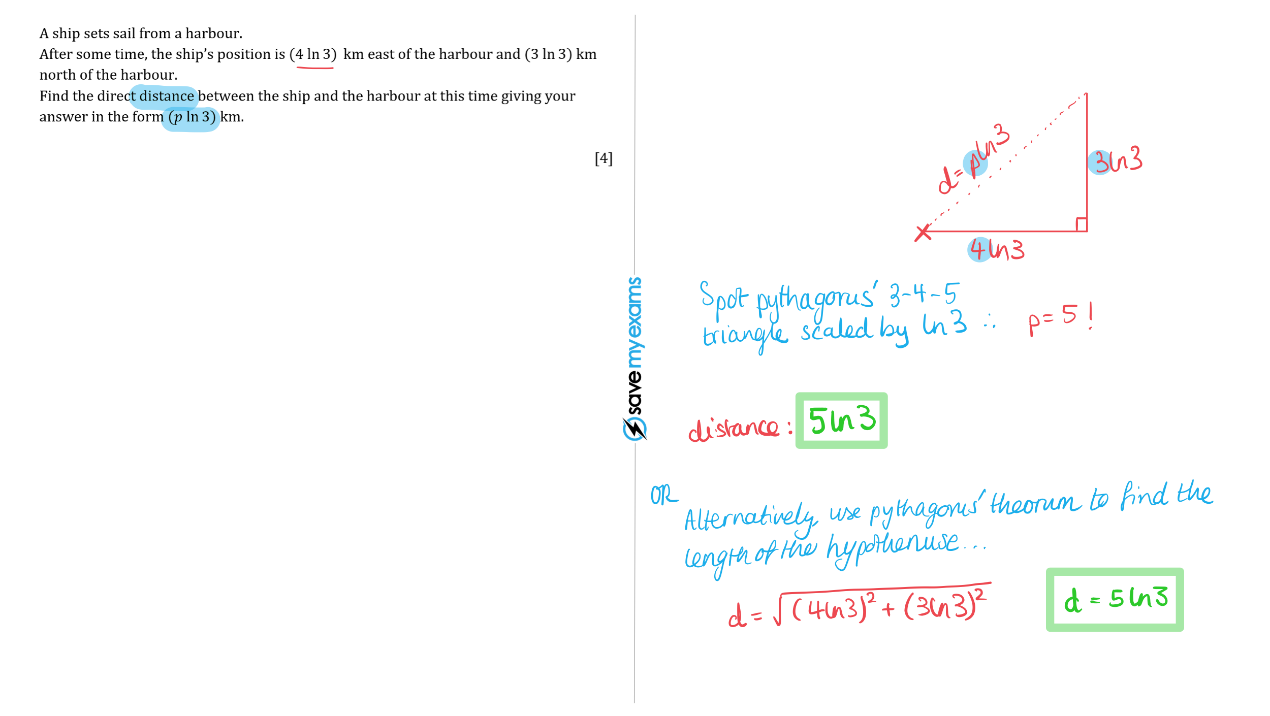 A ship sets sail from a harbour.
After some time, the ship's position is (4 ln 3) km east of the harbour and (3 ln 3) km
north of the harbour.
Find the direct distance between the ship and the harbour at this time giving your
answer in the form (p ln 3) km.
[4]
savemyexams
d = pln3
3ln3
4ln3
Spot pythagorus' 3-4-5
triangle scaled by ln3 ∴ p = 5 !
distance: 5ln3
OR
Alternatively use pythagorus' theorum to find the
length of the hypothenuse...
d = √(4ln3)² + (3ln3)²
d = 5ln3